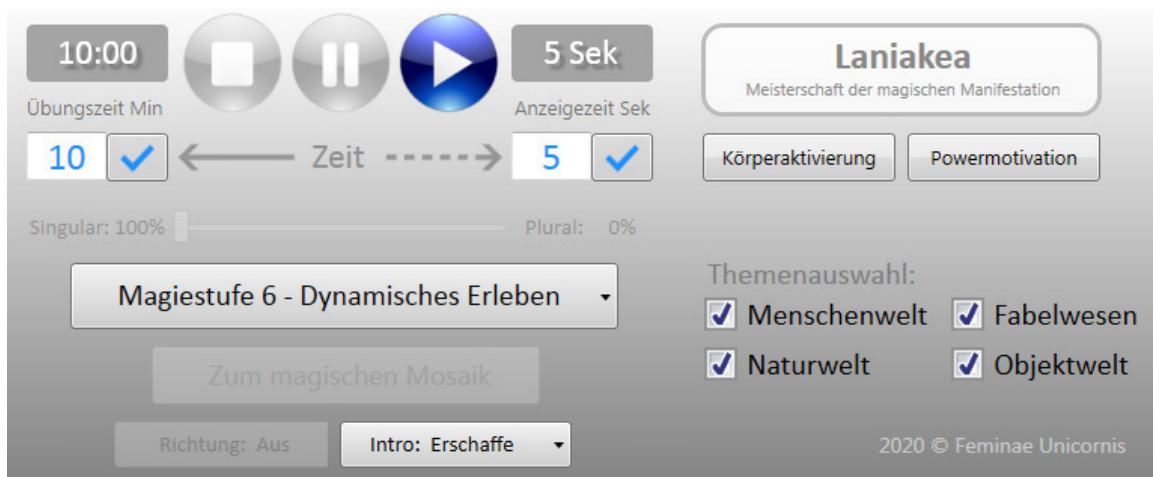 10:00
5 Sek
Laniakea
Meisterschaft der magischen Manifestation
Übungszeit Min
Anzeigezeit Sek
10
Zeit
5
Körperaktivierung
Powermotivation
Singular: 100%
Plural: 0%
Magiestufe 6 - Dynamisches Erleben
Themenauswahl:
Menschenwelt
Fabelwesen
Naturwelt
Objektwelt
Zum magischen Mosaik
Richtung: Aus
Intro: Erschaffe
2020 © Feminae Unicornis